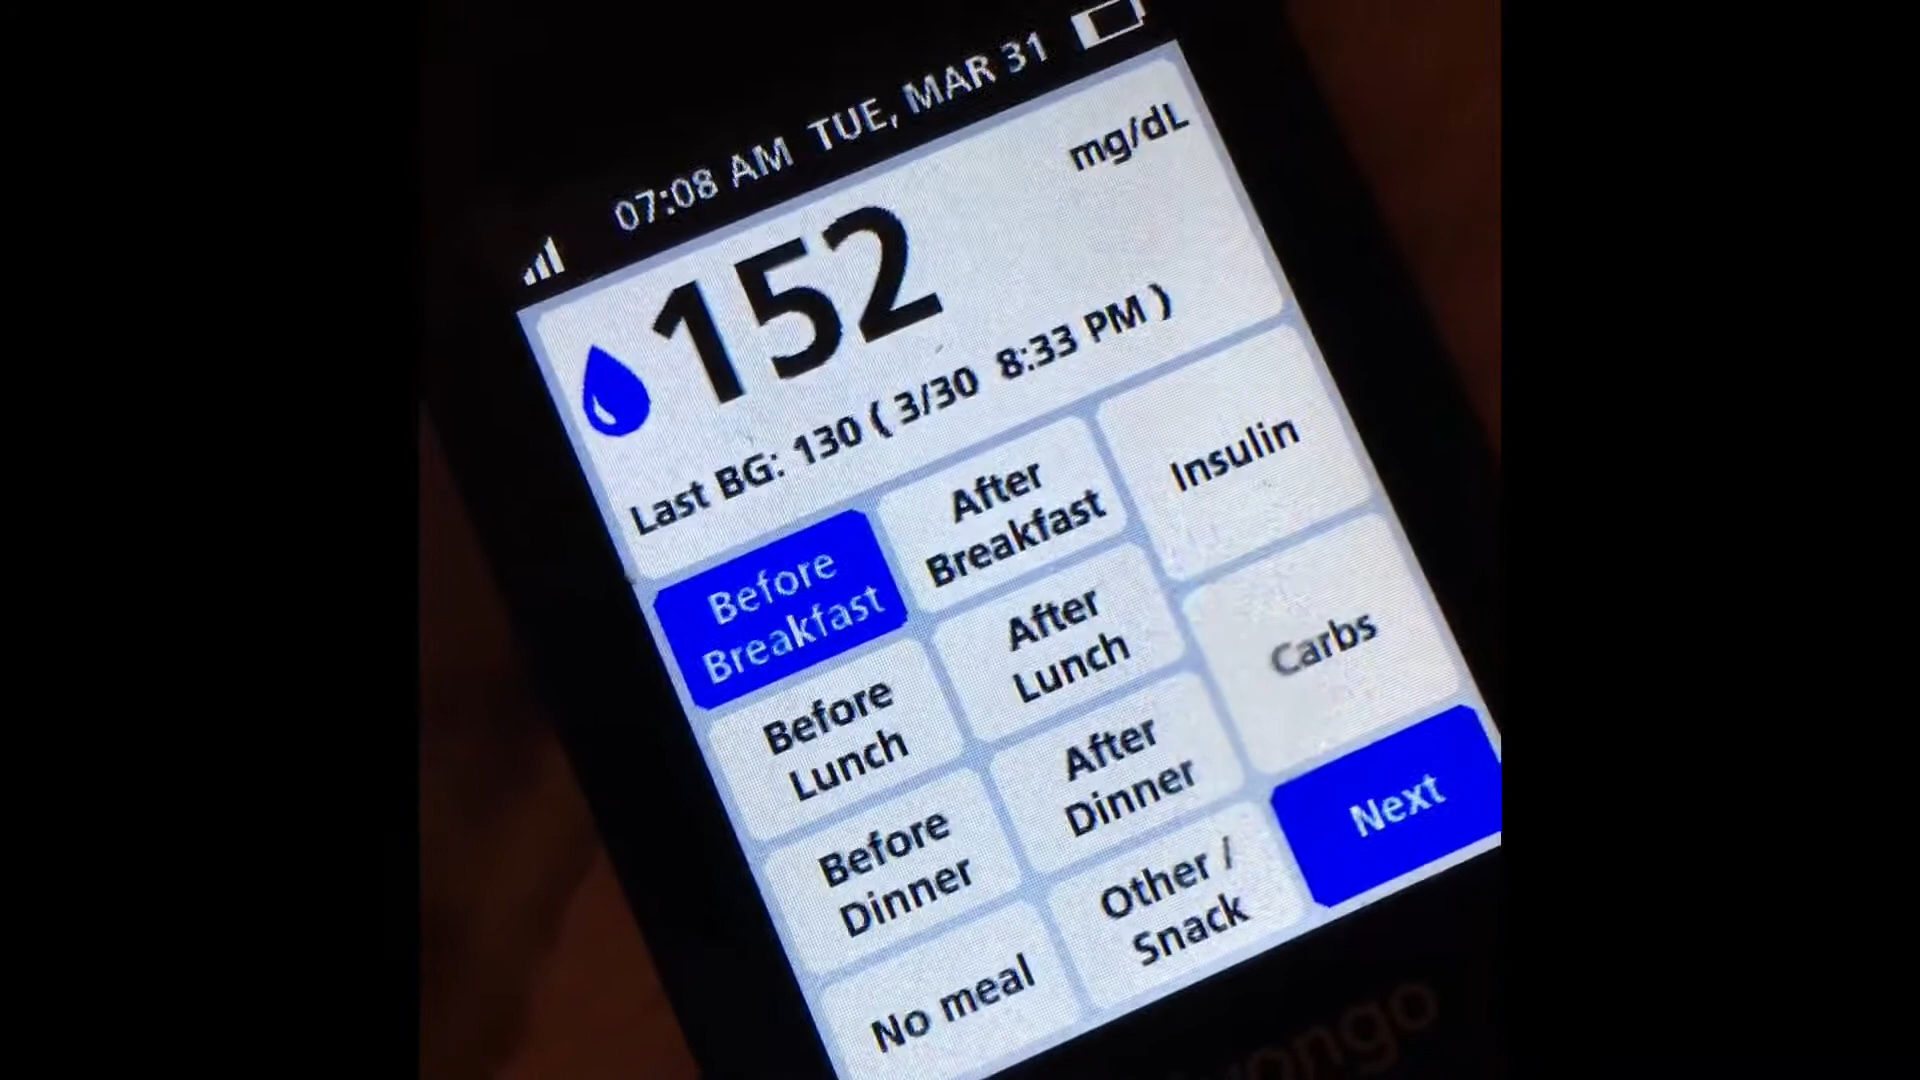 07:08 AM TUE, MAR 31
152 mg/dL
Last BG: 130 ( 3/30 8:33 PM )
Before
Breakfast
After
Breakfast
Insulin
Before
Lunch
After
Lunch
Carbs
Before
Dinner
After
Dinner
Next
No meal
Other /
Snack